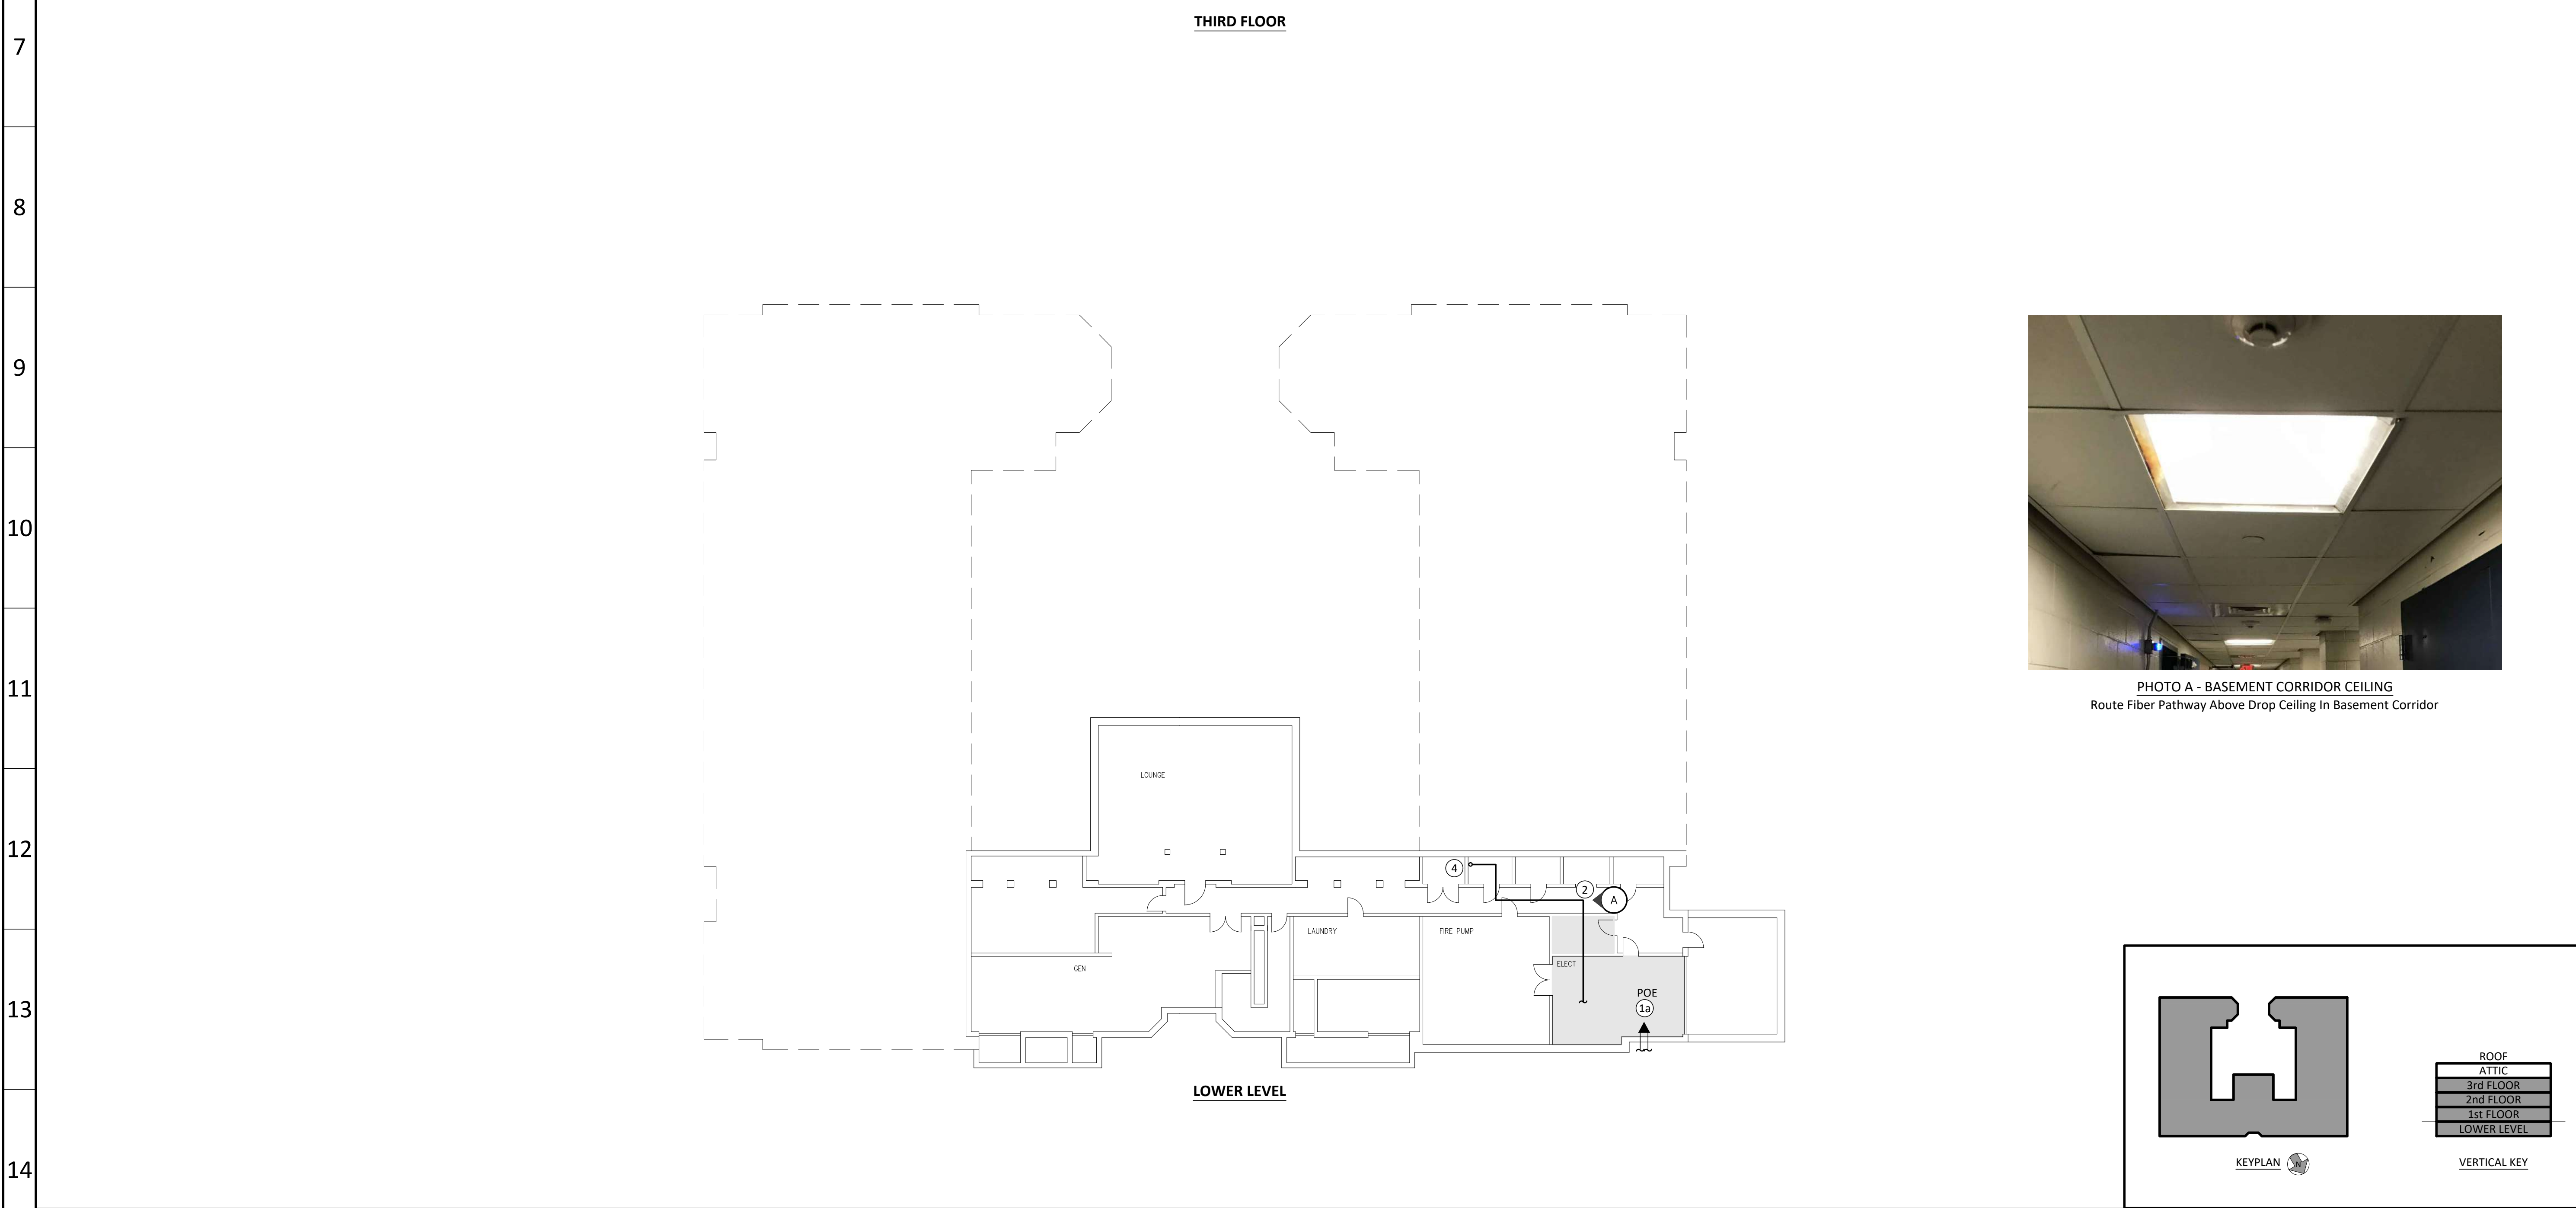 THIRD FLOOR
7
8
9
10
11
12
13
14
PHOTO A - BASEMENT CORRIDOR CEILING
Route Fiber Pathway Above Drop Ceiling In Basement Corridor
LOUNGE
4
2
A
LAUNDRY
FIRE PUMP
ELECT
GEN
POE
1a
LOWER LEVEL
ROOF
ATTIC
3rd FLOOR
2nd FLOOR
1st FLOOR
LOWER LEVEL
KEYPLAN
N
VERTICAL KEY